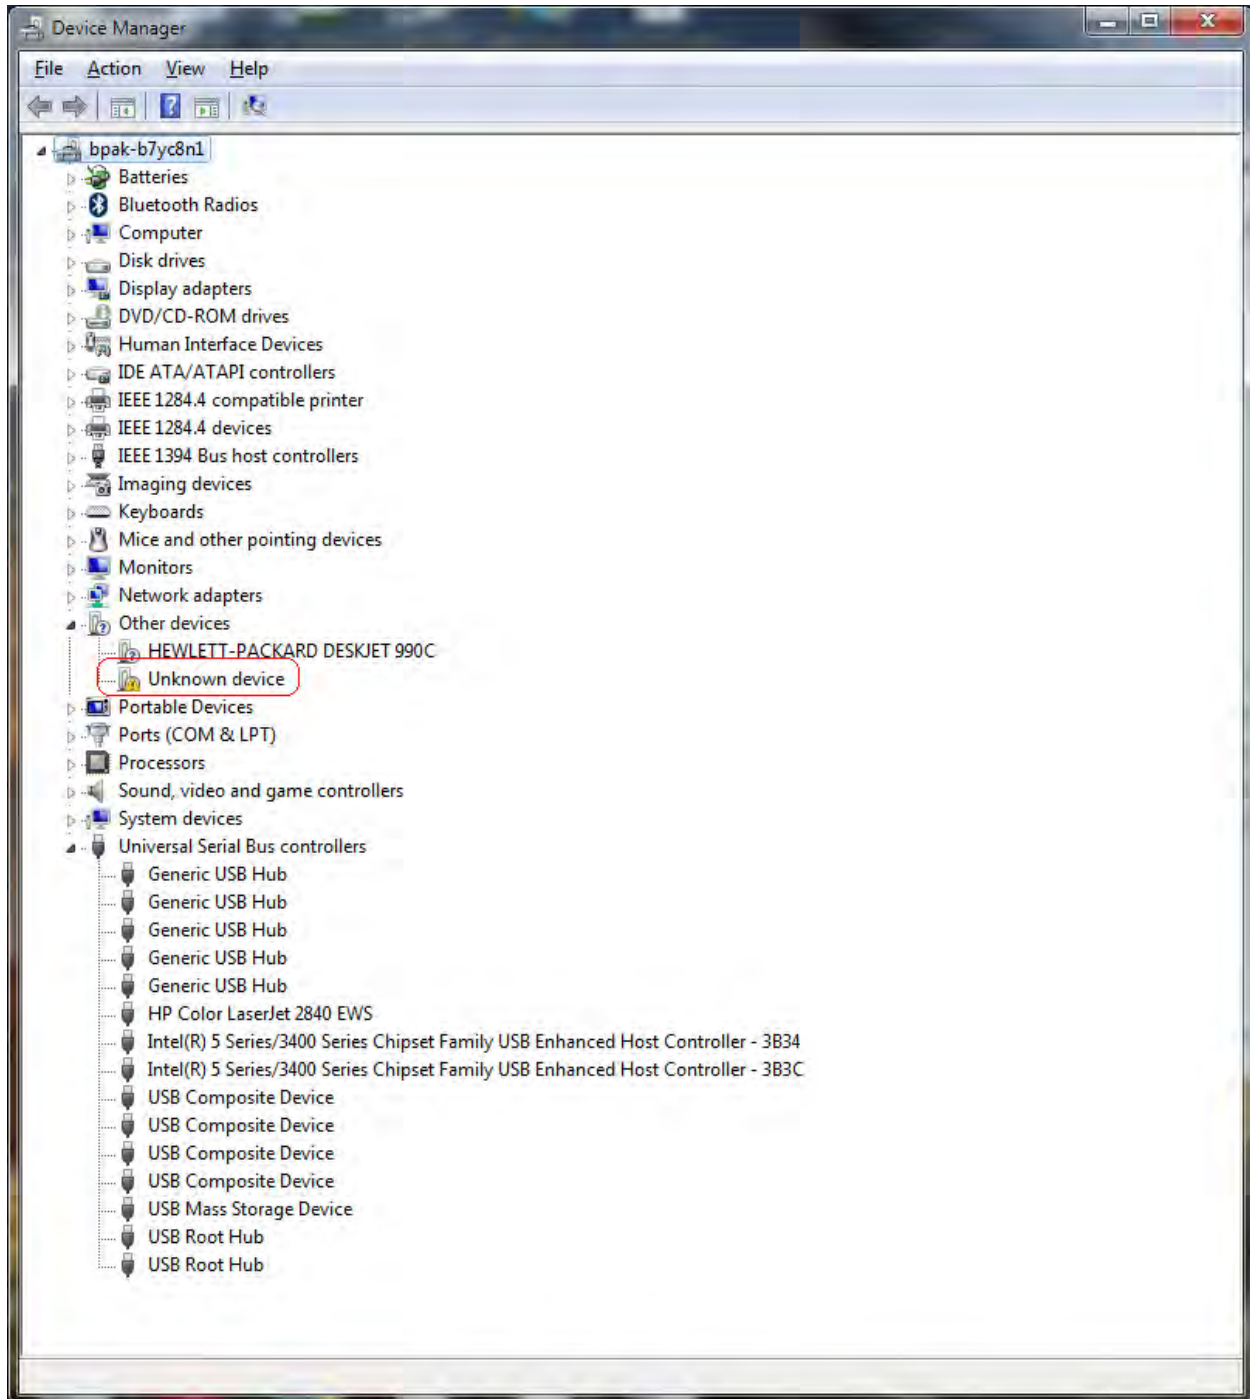 Device Manager
File Action View Help
bpak-b7yc8n1
Batteries
Bluetooth Radios
Computer
Disk drives
Display adapters
DVD/CD-ROM drives
Human Interface Devices
IDE ATA/ATAPI controllers
IEEE 1284.4 compatible printer
IEEE 1284.4 devices
IEEE 1394 Bus host controllers
Imaging devices
Keyboards
Mice and other pointing devices
Monitors
Network adapters
Other devices
HEWLETT-PACKARD DESKJET 990C
Unknown device
Portable Devices
Ports (COM & LPT)
Processors
Sound, video and game controllers
System devices
Universal Serial Bus controllers
Generic USB Hub
Generic USB Hub
Generic USB Hub
Generic USB Hub
Generic USB Hub
HP Color LaserJet 2840 EWS
Intel(R) 5 Series/3400 Series Chipset Family USB Enhanced Host Controller - 3B34
Intel(R) 5 Series/3400 Series Chipset Family USB Enhanced Host Controller - 3B3C
USB Composite Device
USB Composite Device
USB Composite Device
USB Composite Device
USB Mass Storage Device
USB Root Hub
USB Root Hub